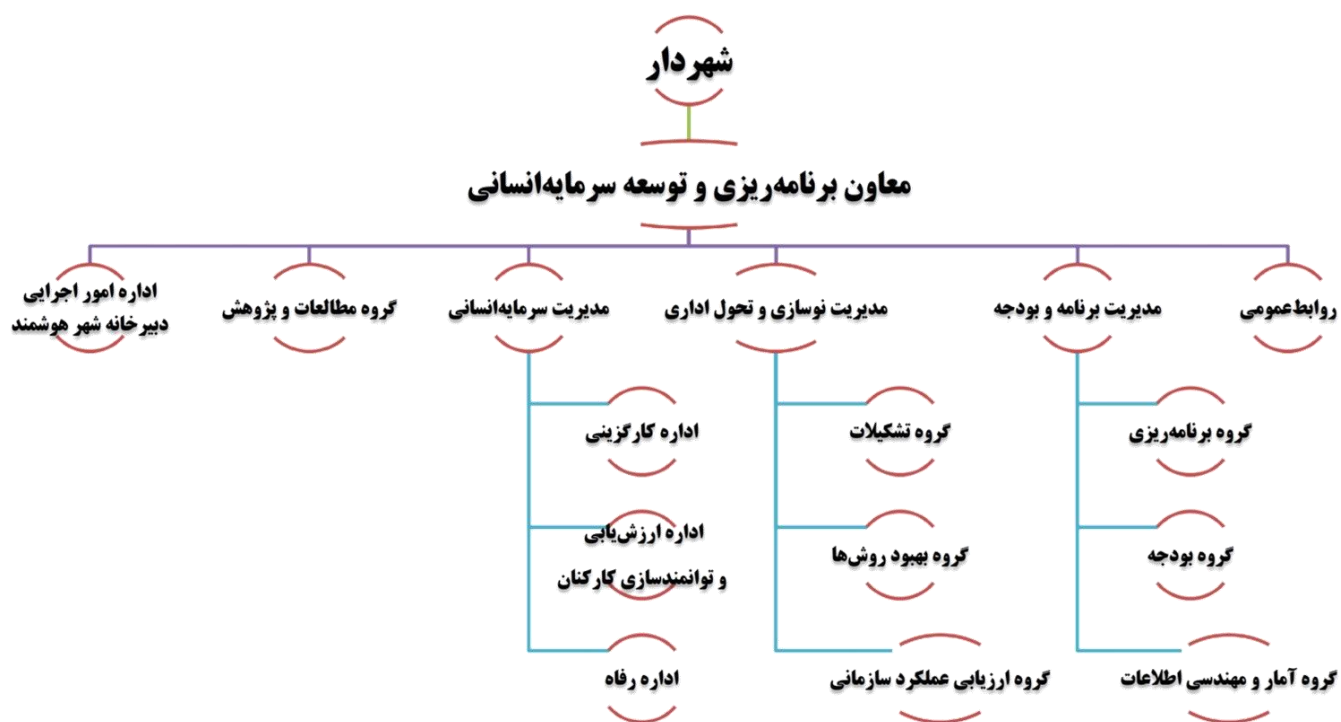 شهردار
معاون برنامه‌ریزی و توسعه سرمایه‌انسانی
روابط‌عمومی
مدیریت برنامه و بودجه
مدیریت نوسازی و تحول اداری
مدیریت سرمایه‌انسانی
گروه مطالعات و پژوهش
اداره امور اجرایی
دبیرخانه شهر هوشمند
گروه برنامه‌ریزی
گروه بودجه
گروه آمار و مهندسی اطلاعات
گروه تشکیلات
گروه بهبود روش‌ها
گروه ارزیابی عملکرد سازمانی
اداره کارگزینی
اداره ارزش‌یابی
و توانمندسازی کارکنان
اداره رفاه